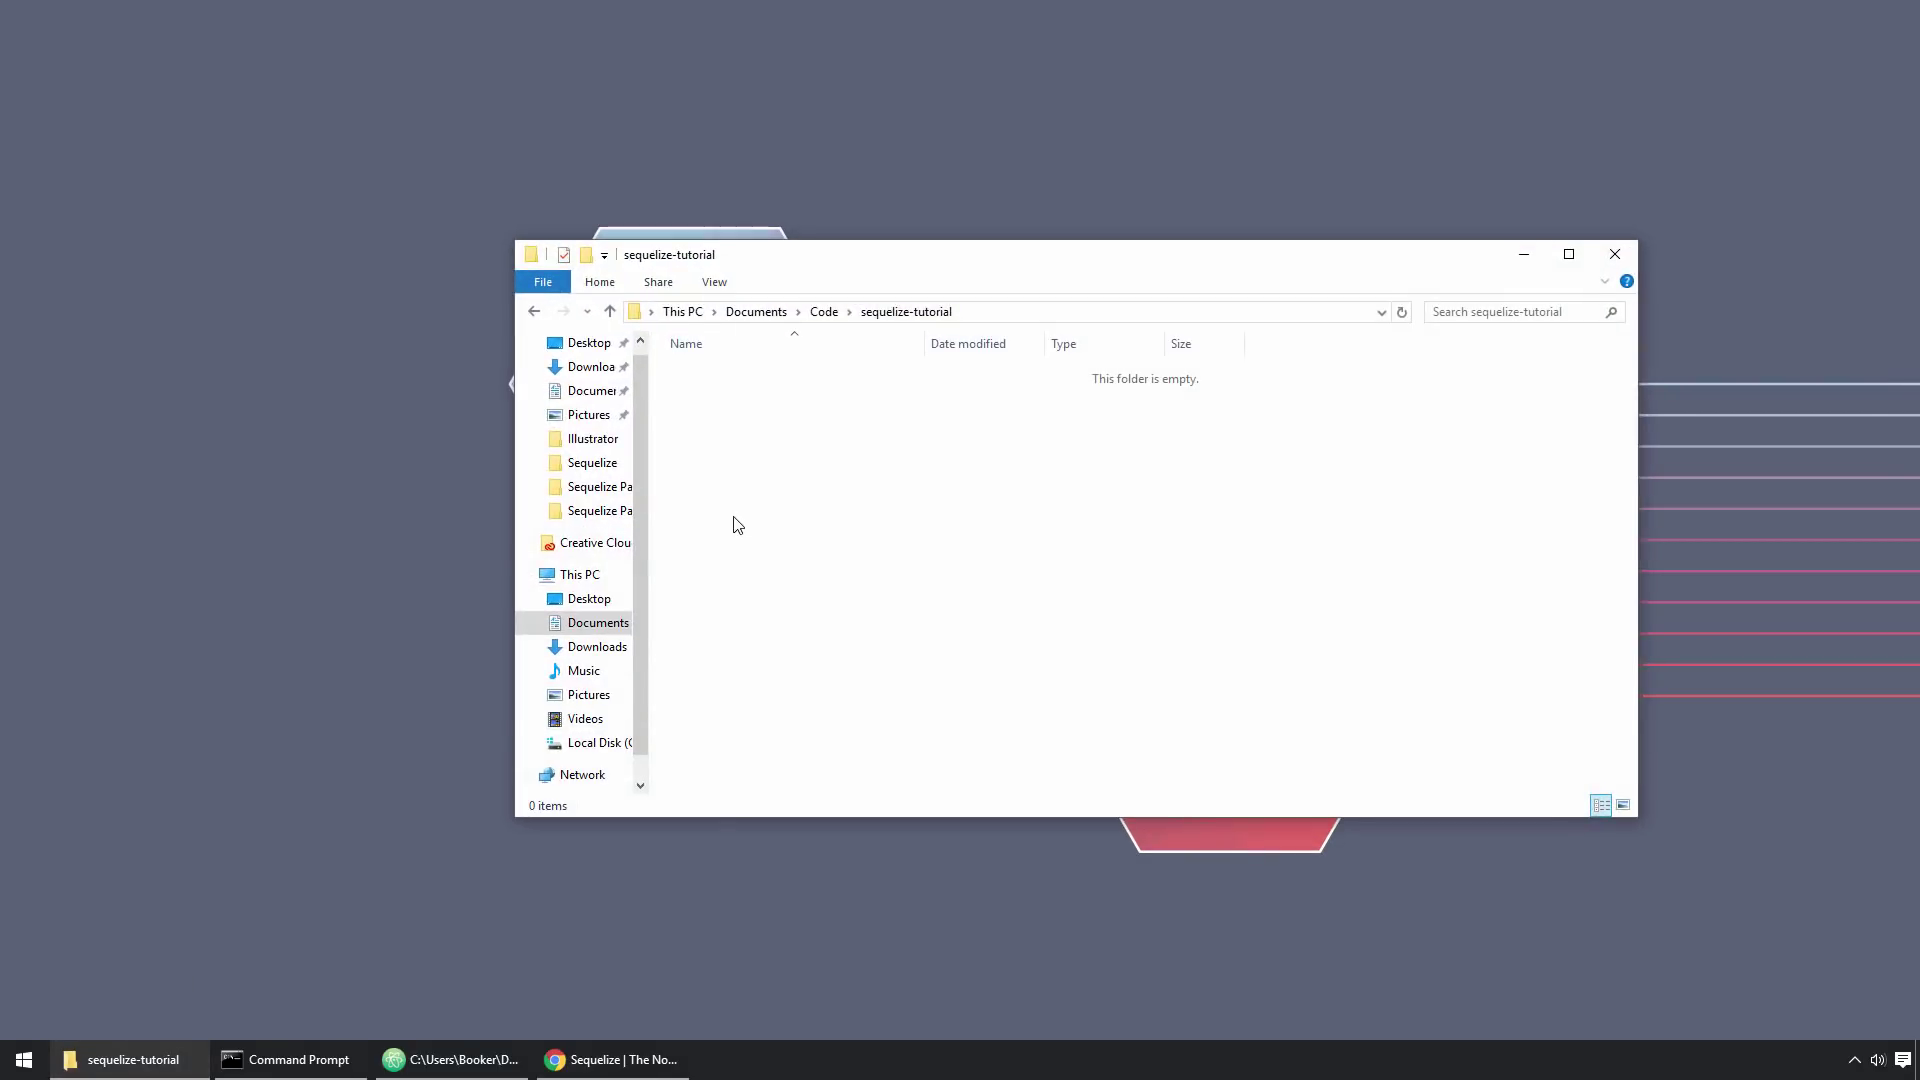 sequelize-tutorial
File Home Share View
This PC Documents Code sequelize-tutorial
Search sequelize-tutorial
Name Date modified Type Size
This folder is empty.
Desktop
Downloa
Documer
Pictures
Illustrator
Sequelize
Sequelize Pa
Sequelize Pa
Creative Clou
This PC
Desktop
Documents
Downloads
Music
Pictures
Videos
Local Disk (C
Network
0 items
sequelize-tutorial Command Prompt C:\Users\Booker\D... Sequelize | The No...